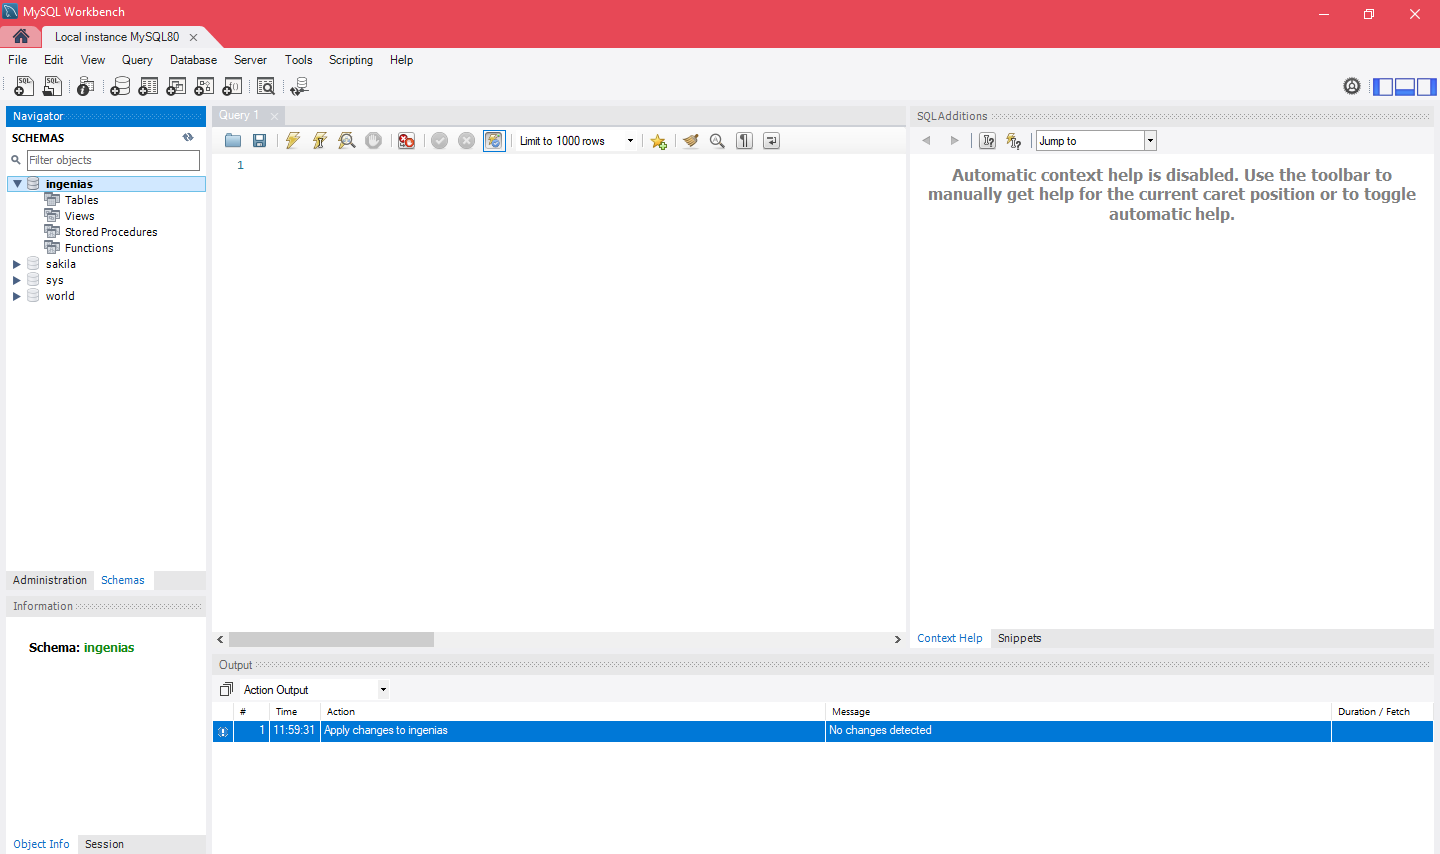 MySQL Workbench
Local instance MySQL80
File Edit View Query Database Server Tools Scripting Help
Navigator
SCHEMAS
Filter objects
ingenias
Tables
Views
Stored Procedures
Functions
sakila
sys
world
Administration Schemas
Information
Schema: ingenias
Object Info Session
Query 1
Limit to 1000 rows
1
SQLAdditions
Jump to
Automatic context help is disabled. Use the toolbar to
manually get help for the current caret position or to toggle
automatic help.
Context Help Snippets
Output
Action Output
# Time Action Message Duration / Fetch
1 11:59:31 Apply changes to ingenias No changes detected